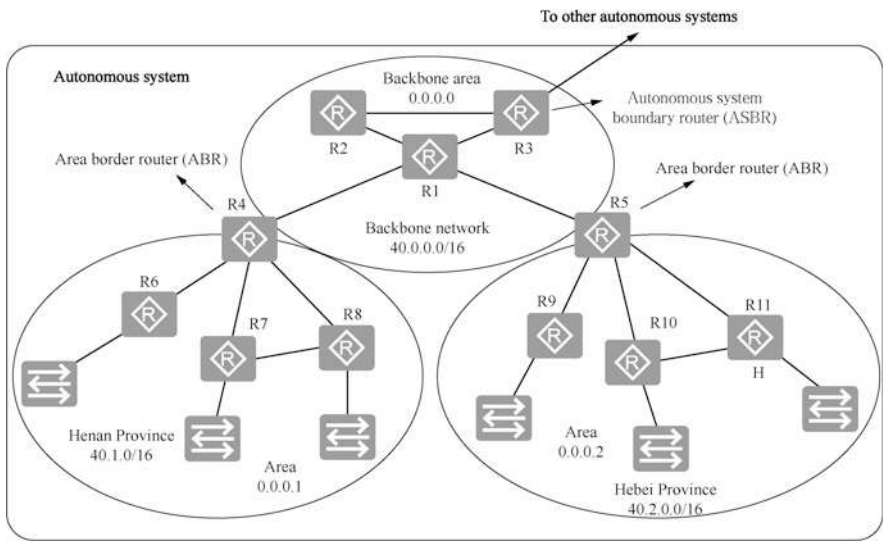 To other autonomous systems
Autonomous system
Backbone area
0.0.0.0
Autonomous system
boundary router (ASBR)
R2
R3
R1
Area border router (ABR)
Area border router (ABR)
R4
R5
Backbone network
40.0.0.0/16
R6
R7
R8
R9
R10
R11
H
Henan Province
40.1.0/16
Area
0.0.0.1
Area
0.0.0.2
Hebei Province
40.2.0.0/16
R
R
R
R
R
R
R
R
R
R
R